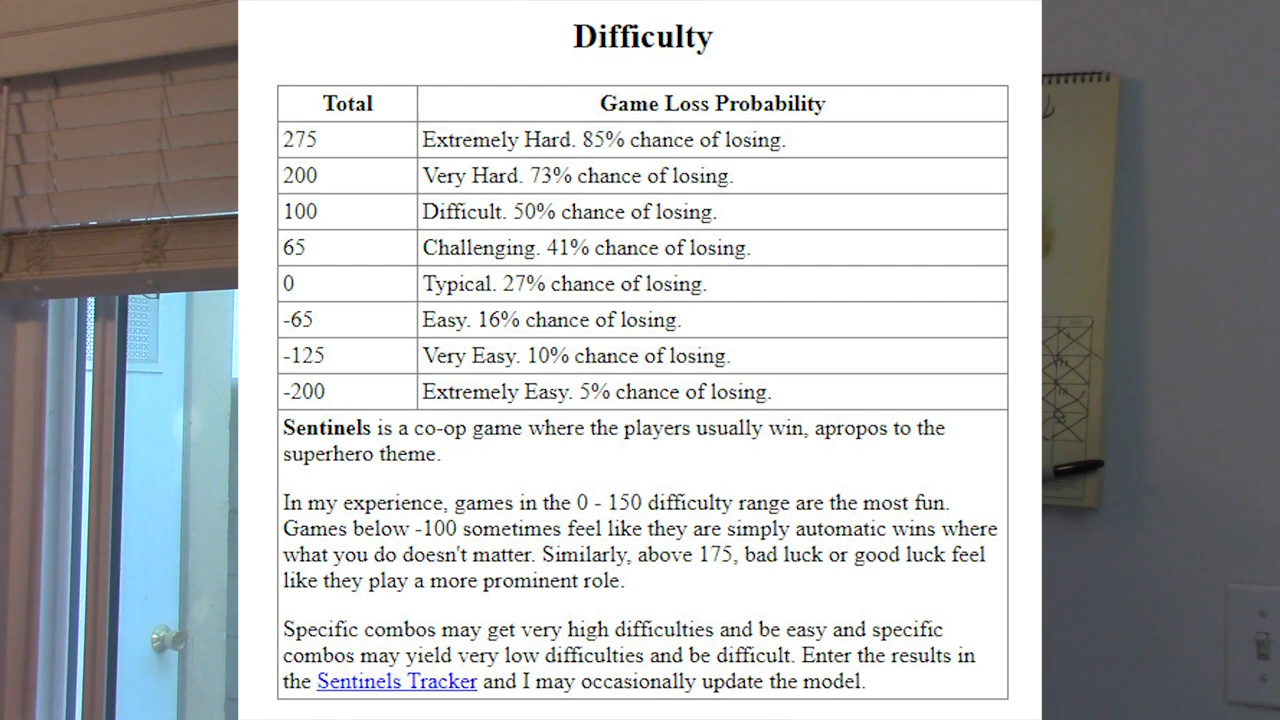 Difficulty
Total Game Loss Probability
275 Extremely Hard. 85% chance of losing.
200 Very Hard. 73% chance of losing.
100 Difficult. 50% chance of losing.
65 Challenging. 41% chance of losing.
0 Typical. 27% chance of losing.
-65 Easy. 16% chance of losing.
-125 Very Easy. 10% chance of losing.
-200 Extremely Easy. 5% chance of losing.
Sentinels is a co-op game where the players usually win, apropos to the
superhero theme.
In my experience, games in the 0 - 150 difficulty range are the most fun.
Games below -100 sometimes feel like they are simply automatic wins where
what you do doesn't matter. Similarly, above 175, bad luck or good luck feel
like they play a more prominent role.
Specific combos may get very high difficulties and be easy and specific
combos may yield very low difficulties and be difficult. Enter the results in
the Sentinels Tracker and I may occasionally update the model.